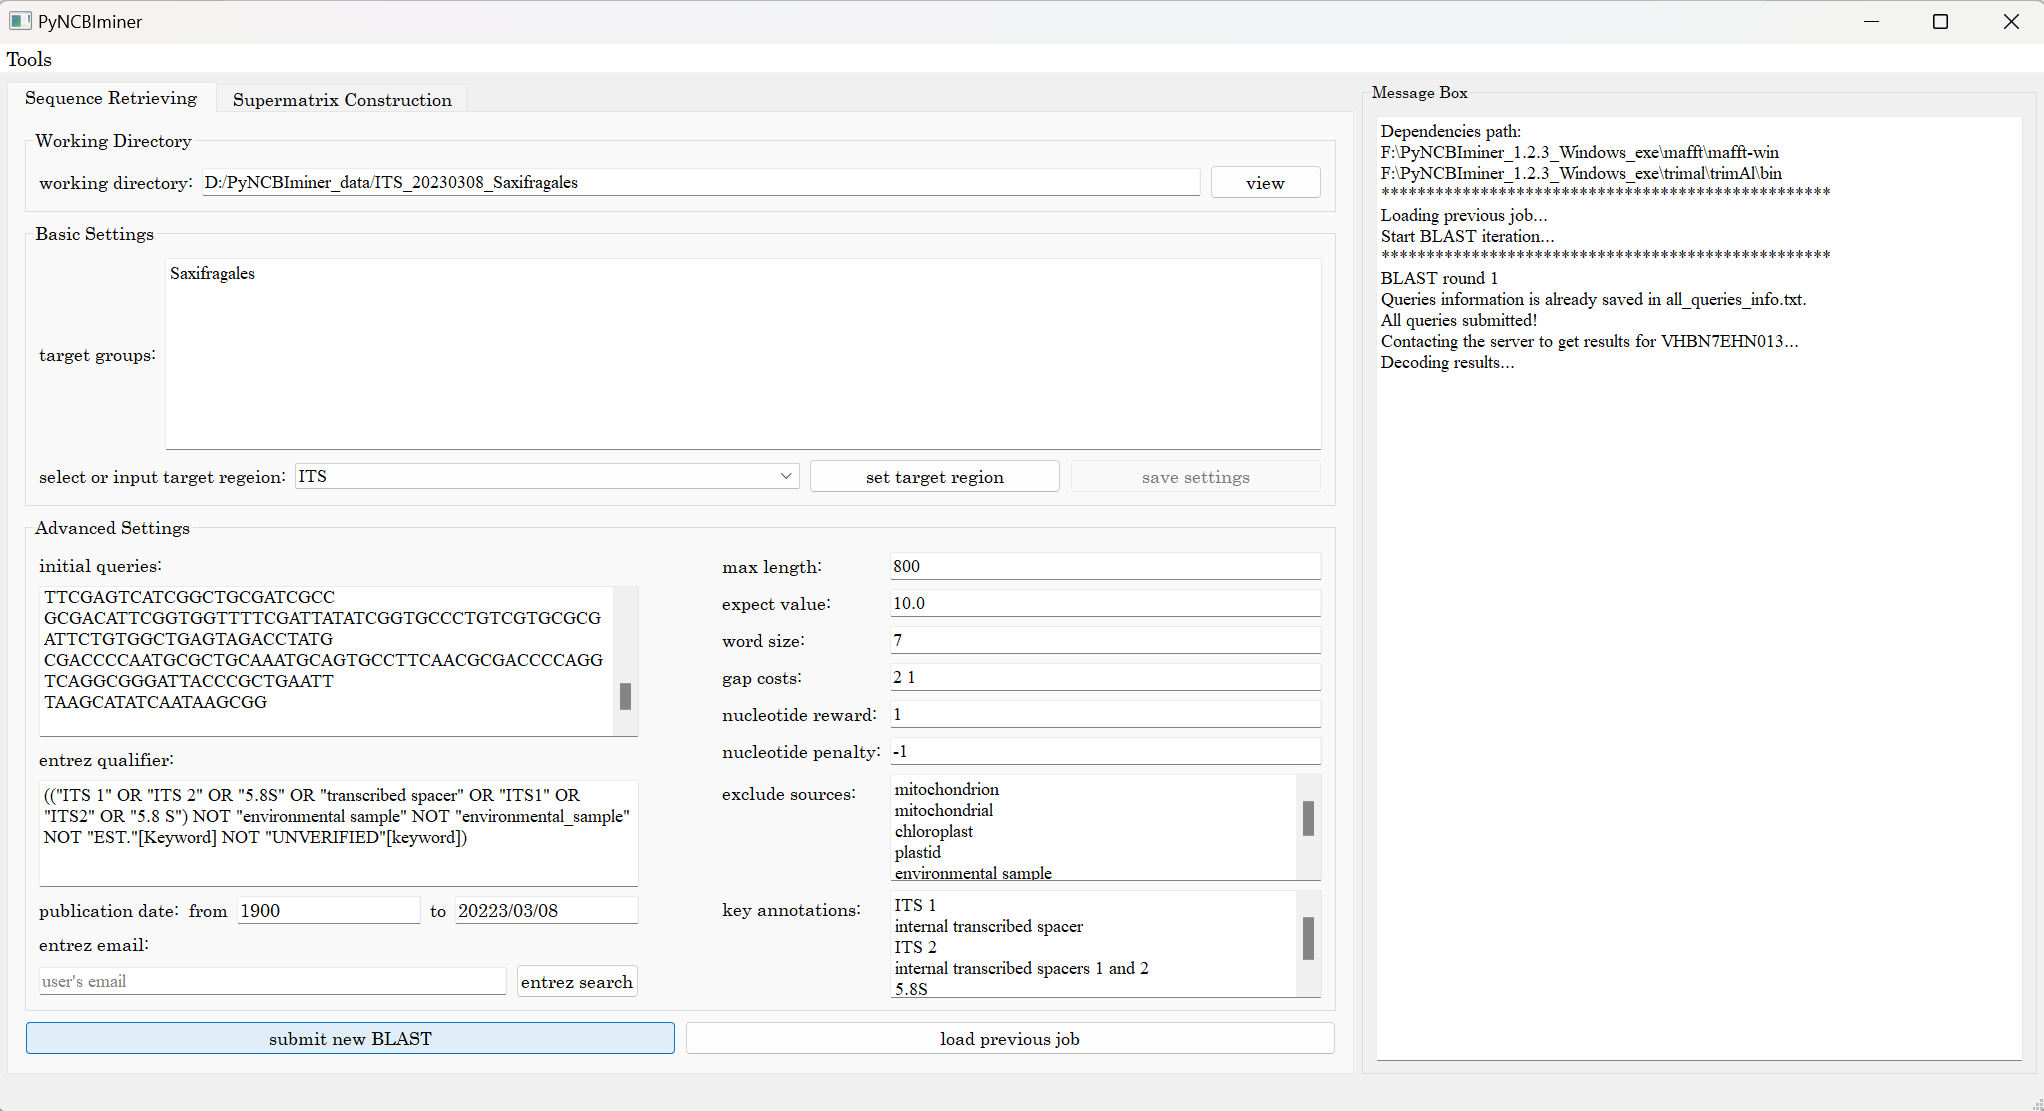 PyNCBIminer
Tools
Sequence Retrieving
Supermatrix Construction
Working Directory
working directory:
D:/PyNCBIminer_data/ITS_20230308_Saxifragales
view
Basic Settings
target groups:
Saxifragales
select or input target regeion:
ITS
set target region
save settings
Advanced Settings
initial queries:
TTCGAGTCATCGGCTGCGATCGCC
GCGACATTCGGTGGTTTTCGATTATATCGGTGCCCTGTCGTGCGCG
ATTCTGTGGCTGAGTAGACCTATG
CGACCCCAATGCGCTGCAAATGCAGTGCCTTCAACGCGACCCCAGG
TCAGGCGGGATTACCCGCTGAATT
TAAGCATATCAATAAGCGG
entrez qualifier:
(("ITS 1" OR "ITS 2" OR "5.8S" OR "transcribed spacer" OR "ITS1" OR
"ITS2" OR "5.8 S") NOT "environmental sample" NOT "environmental_sample"
NOT "EST."[Keyword] NOT "UNVERIFIED"[keyword])
publication date: from 1900 to 20223/03/08
entrez email:
user's email
entrez search
max length: 800
expect value: 10.0
word size: 7
gap costs: 2 1
nucleotide reward: 1
nucleotide penalty: -1
exclude sources:
mitochondrion
mitochondrial
chloroplast
plastid
environmental sample
key annotations:
ITS 1
internal transcribed spacer
ITS 2
internal transcribed spacers 1 and 2
5.8S
submit new BLAST
load previous job
Message Box
Dependencies path:
F:\PyNCBIminer_1.2.3_Windows_exe\mafft\mafft-win
F:\PyNCBIminer_1.2.3_Windows_exe\trimal\trimAl\bin
**************************************************
Loading previous job...
Start BLAST iteration...
**************************************************
BLAST round 1
Queries information is already saved in all_queries_info.txt.
All queries submitted!
Contacting the server to get results for VHBN7EHN013...
Decoding results...